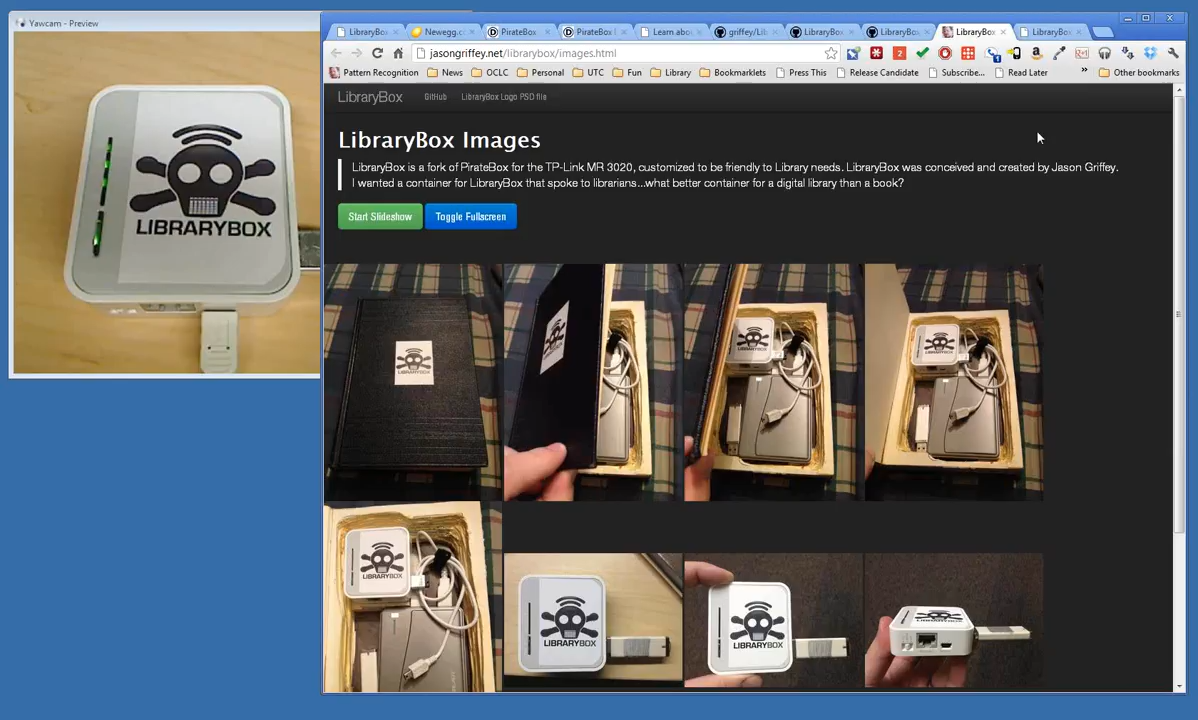 Yawcam - Preview
LIBRARYBOX
LibraryBox
Newegg.c
PirateBox
PirateBox
Learn abou
griffey/Lib
LibraryBox
LibraryBox
LibraryBox
LibraryBox
jasongriffey.net/librarybox/images.html
Pattern Recognition
News
OCLC
Personal
UTC
Fun
Library
Bookmarklets
Press This
Release Candidate
Subscribe...
Read Later
»
Other bookmarks
LibraryBox GitHub LibraryBox Logo PSD file
LibraryBox Images
LibraryBox is a fork of PirateBox for the TP-Link MR 3020, customized to be friendly to Library needs. LibraryBox was conceived and created by Jason Griffey.
I wanted a container for LibraryBox that spoke to librarians...what better container for a digital library than a book?
Start Slideshow
Toggle Fullscreen
LIBRARYBOX
LIBRARYBOX
LIBRARYBOX
LIBRARYBOX